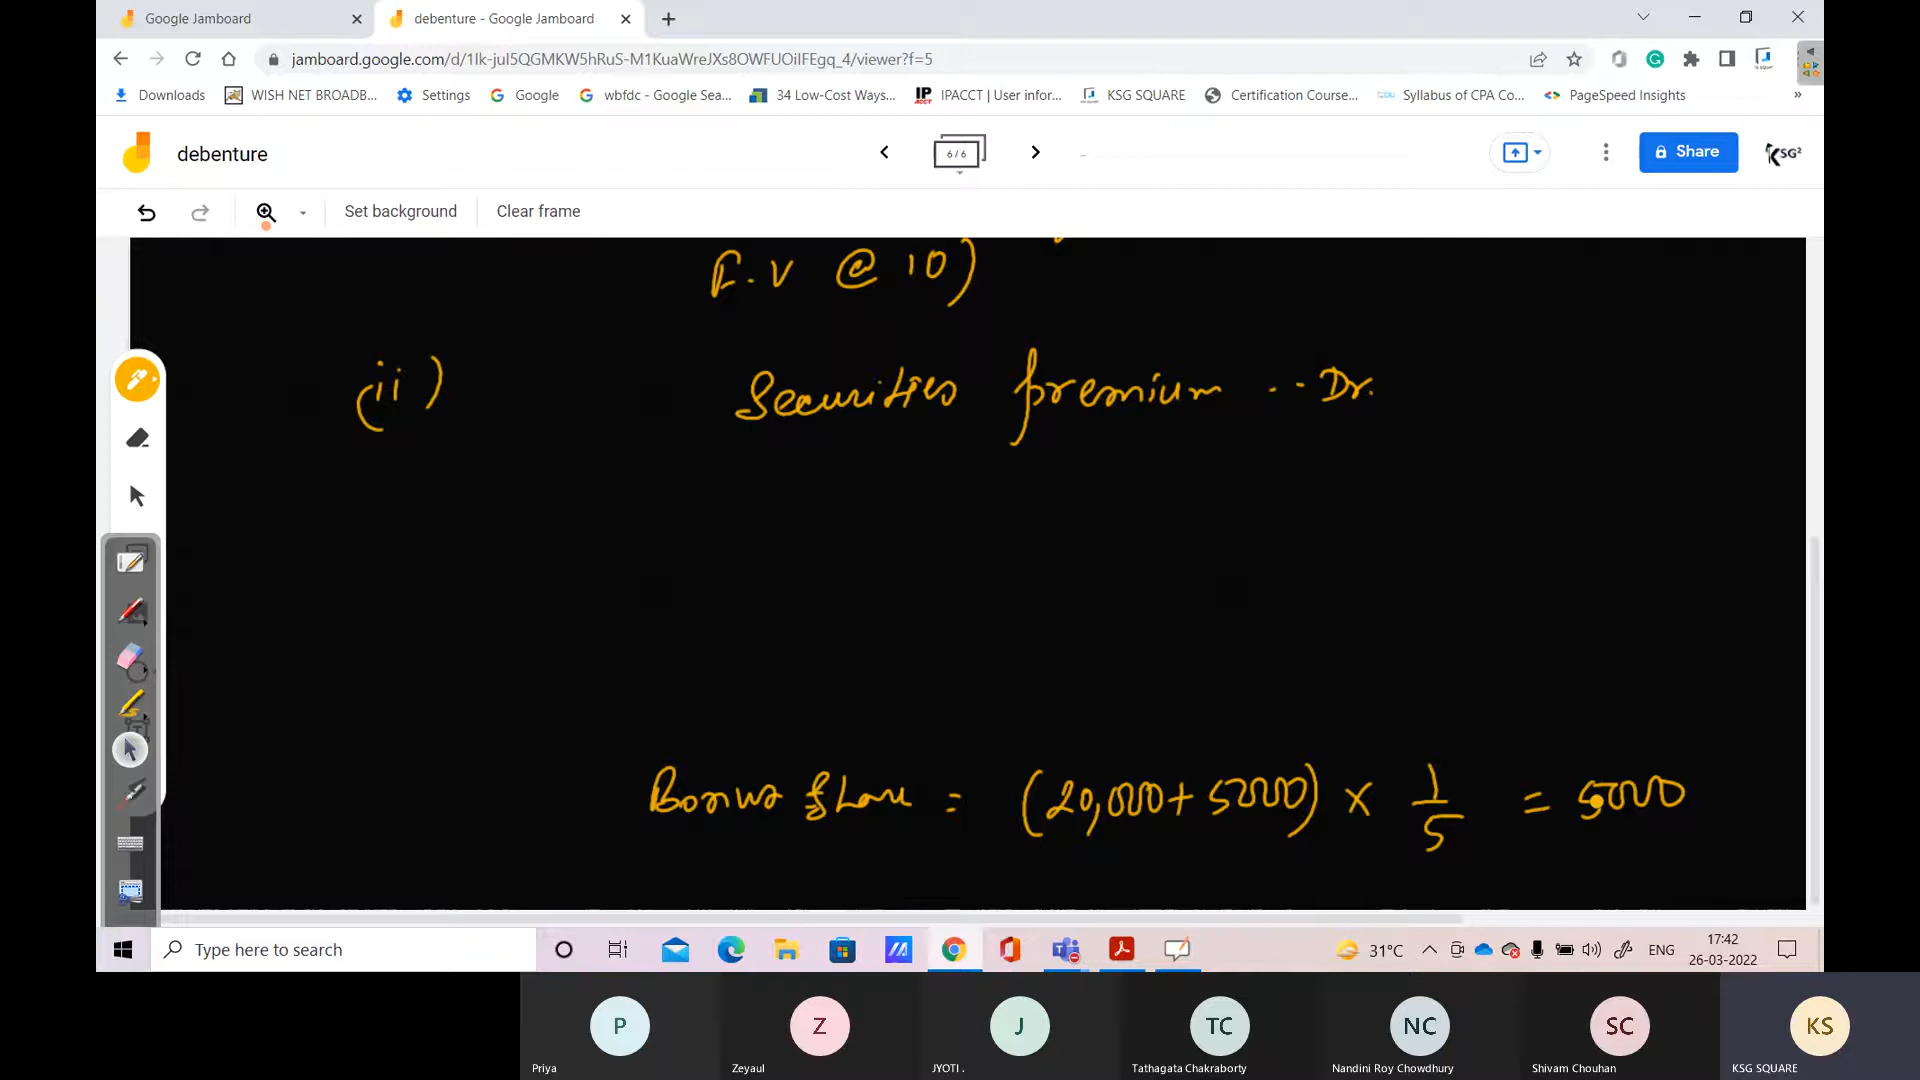 Google Jamboard
debenture - Google Jamboard
jamboard.google.com/d/1Ik-juI5QGMKW5hRuS-M1KuaWreJXs8OWFUOiIFEgq_4/viewer?f=5
Downloads
WISH NET BROADB...
Settings
Google
wbfdc - Google Sea...
34 Low-Cost Ways...
IPACCT | User infor...
KSG SQUARE
Certification Course...
Syllabus of CPA Co...
PageSpeed Insights
»
debenture
6 / 6
Share
KSG²
Set background
Clear frame
F.V @ 10)
(ii) Securities premium --- Dr.
Bonus Share = (20,000 + 5000) × 1/5 = 5000
Type here to search
31°C
ENG
17:42
26-03-2022
P
Z
J
TC
NC
SC
KS
Priya
Zeyaul
JYOTI .
Tathagata Chakraborty
Nandini Roy Chowdhury
Shivam Chouhan
KSG SQUARE